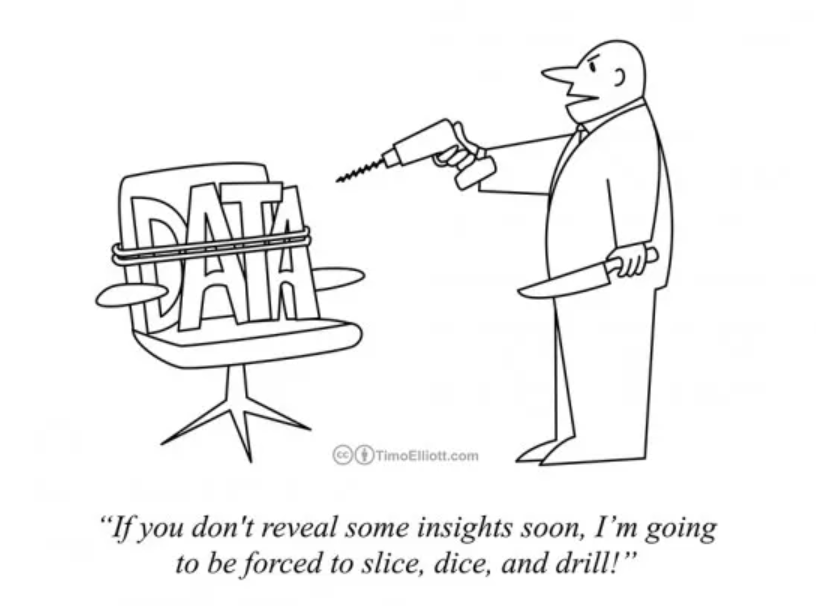 DATA
cc TimoElliott.com
“If you don't reveal some insights soon, I’m going
to be forced to slice, dice, and drill!”